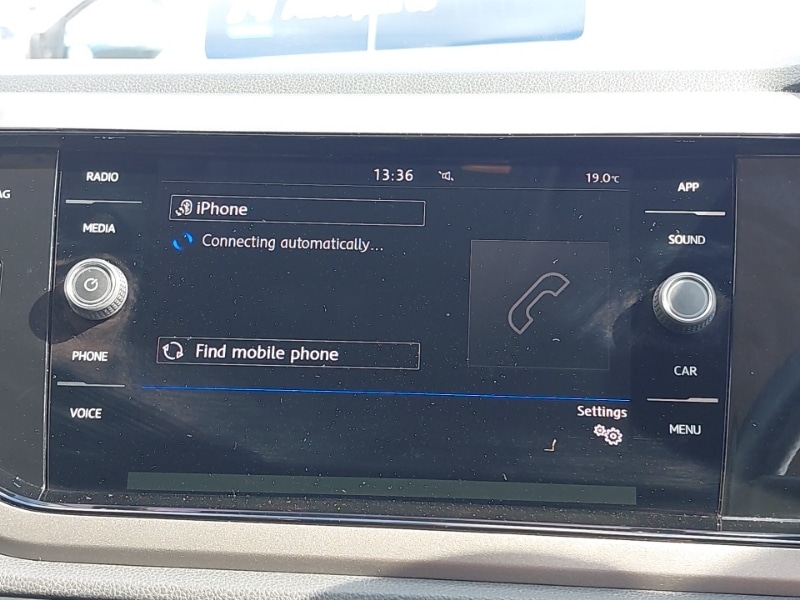 AG
RADIO
13:36
19.0°C
APP
iPhone
MEDIA
Connecting automatically...
SOUND
Find mobile phone
PHONE
CAR
VOICE
Settings
MENU